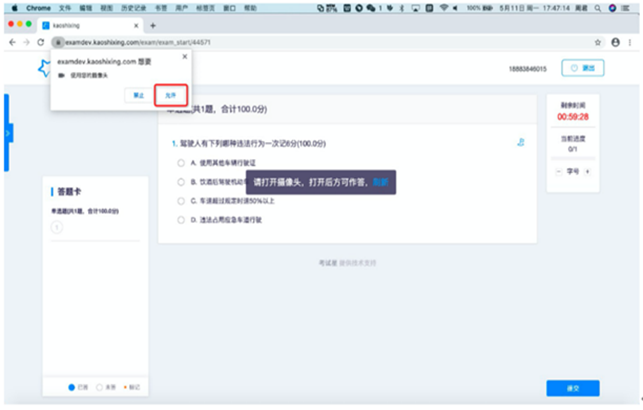 Chrome 文件 修改 视图 历史记录 书签 用户 标签页 窗口 帮助 100% 5月11日 周一 17:47:14
kaoshixing
examdev.kaoshixing.com/exam/exam_start/44571
examdev.kaoshixing.com 想要
使用您的摄像头
禁止 允许
18883846015 退出
单选题(共1题，合计100.0分)
1. 驾驶人有下列哪种违法行为一次记6分(100.0分)
A. 使用其他车辆行驶证
B. 饮酒后驾驶机动车
C. 车速超过规定时速50%以上
D. 违法占用应急车道行驶
请打开摄像头，打开后方可作答，刷新
剩余时间
00:59:28
当前进度
0/1
- 字号 +
答题卡
单选题(共1题，合计100.0分)
1
已答 未答 标记
考试星 提供技术支持
提交